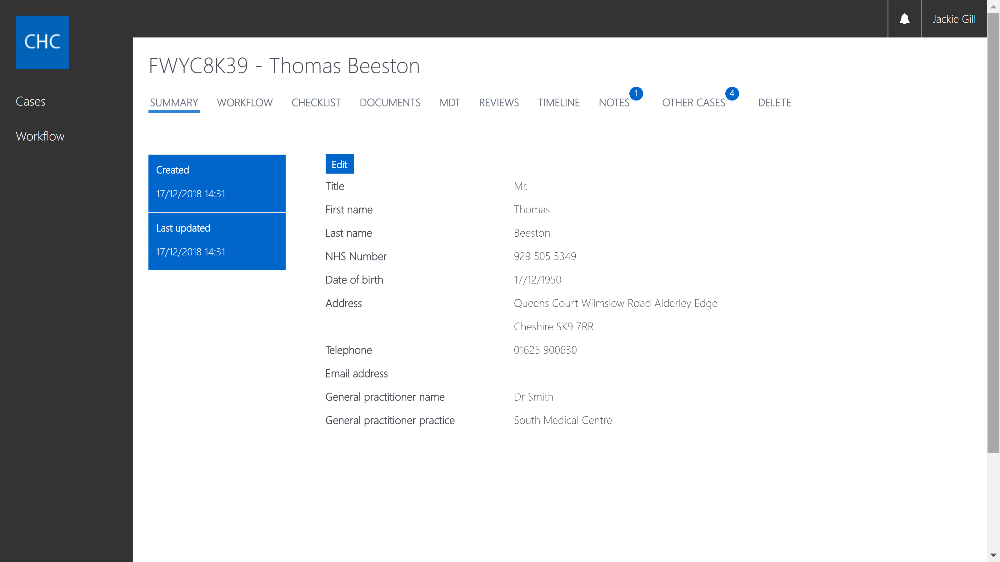 CHC
Jackie Gill
Cases
Workflow
FWYC8K39 - Thomas Beeston
SUMMARY WORKFLOW CHECKLIST DOCUMENTS MDT REVIEWS TIMELINE NOTES 1 OTHER CASES 4 DELETE
Created
17/12/2018 14:31
Last updated
17/12/2018 14:31
Edit
Title Mr.
First name Thomas
Last name Beeston
NHS Number 929 505 5349
Date of birth 17/12/1950
Address Queens Court Wilmslow Road Alderley Edge
Cheshire SK9 7RR
Telephone 01625 900630
Email address
General practitioner name Dr Smith
General practitioner practice South Medical Centre